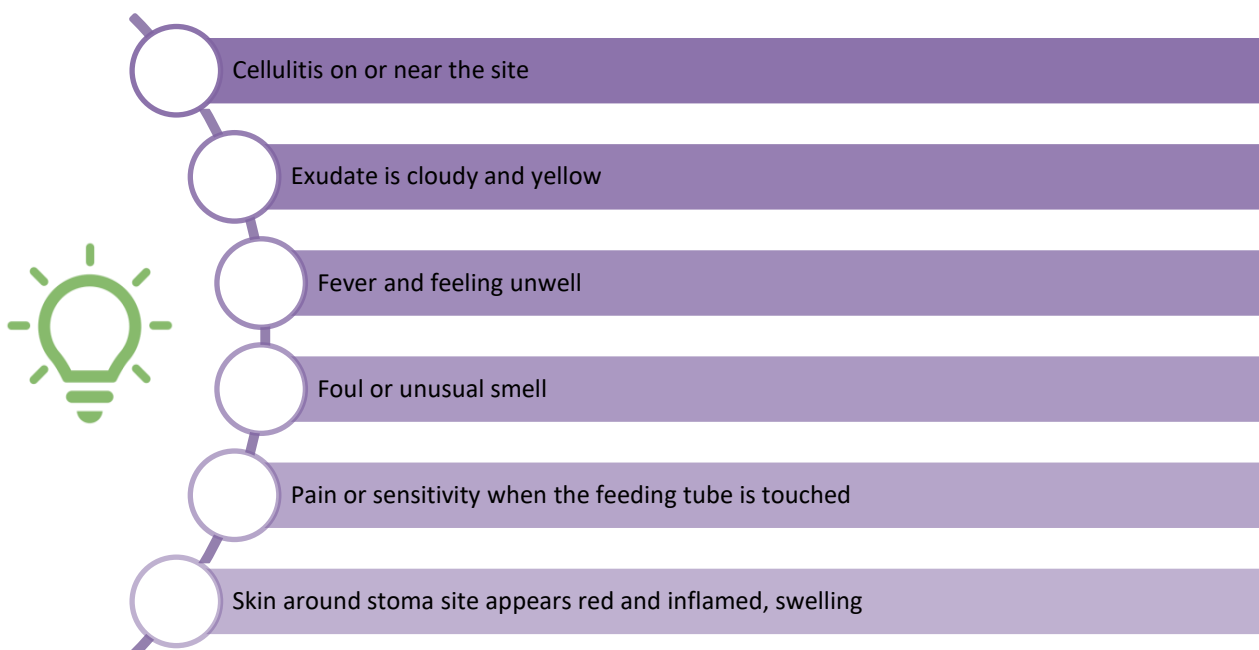 Cellulitis on or near the site
Exudate is cloudy and yellow
Fever and feeling unwell
Foul or unusual smell
Pain or sensitivity when the feeding tube is touched
Skin around stoma site appears red and inflamed, swelling